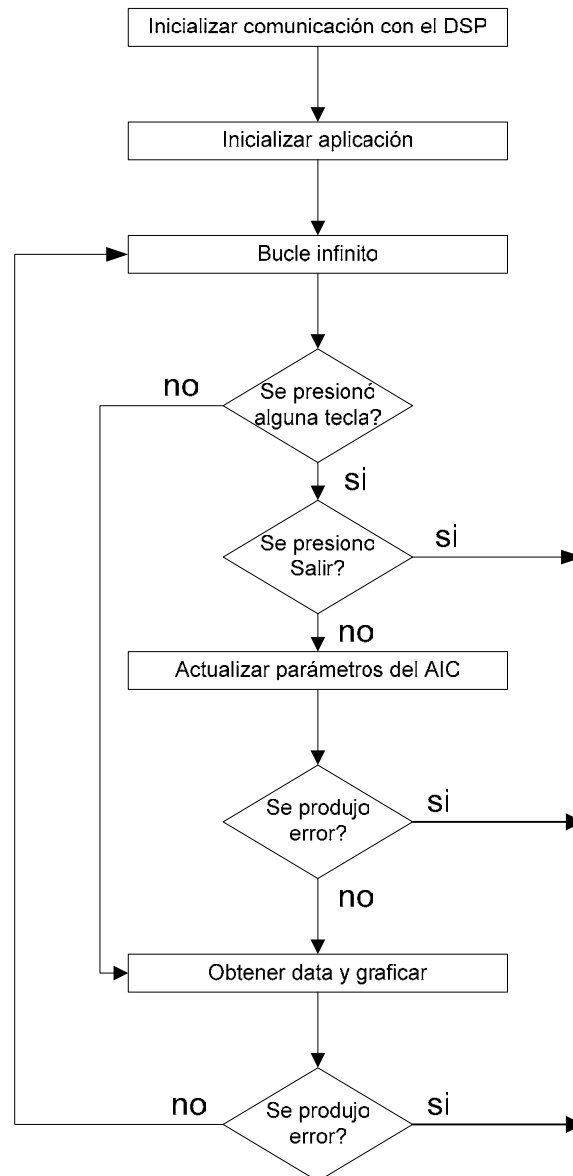 Inicializar comunicación con el DSP
Inicializar aplicación
Bucle infinito
no
Se presionó
alguna tecla?
si
Se presiono
Salir?
si
no
Actualizar parámetros del AIC
Se produjo
error?
si
no
Obtener data y graficar
no
Se produjo
error?
si